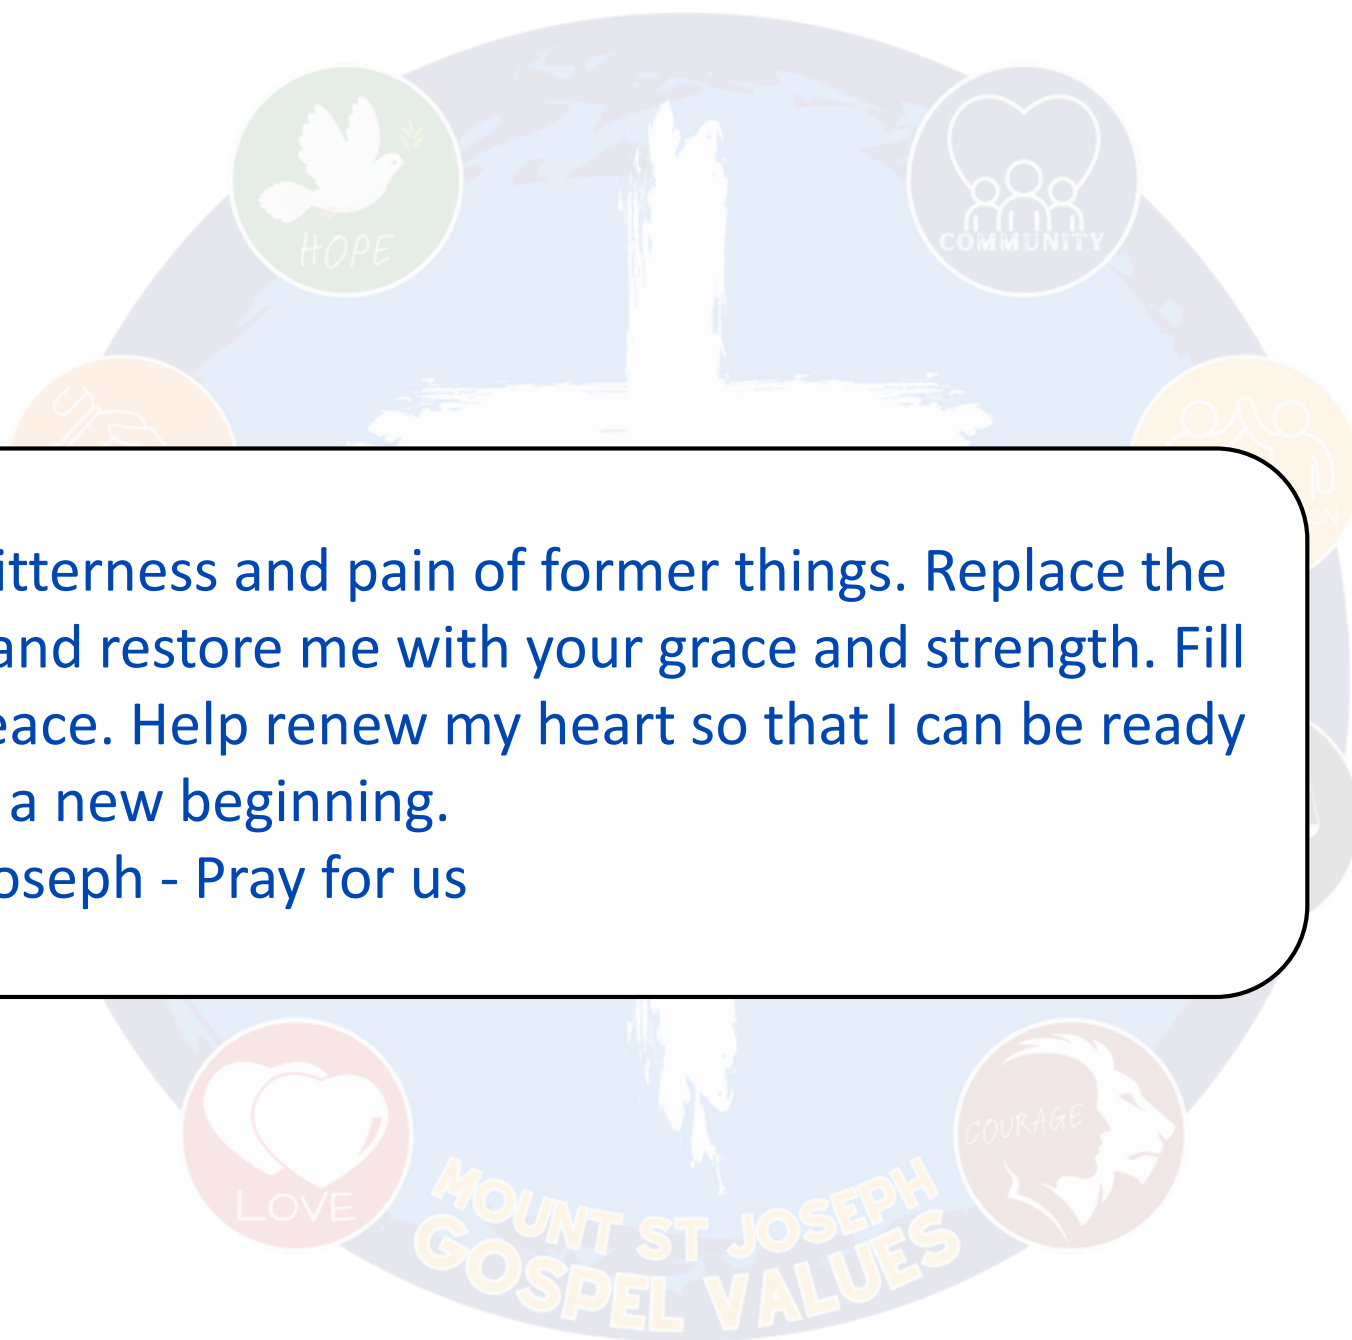 HOPE
COMMUNITY
itterness and pain of former things. Replace the
and restore me with your grace and strength. Fill
eace. Help renew my heart so that I can be ready
a new beginning.
oseph - Pray for us
LOVE
COURAGE
MOUNT ST JOSEPH
GOSPEL VALUES